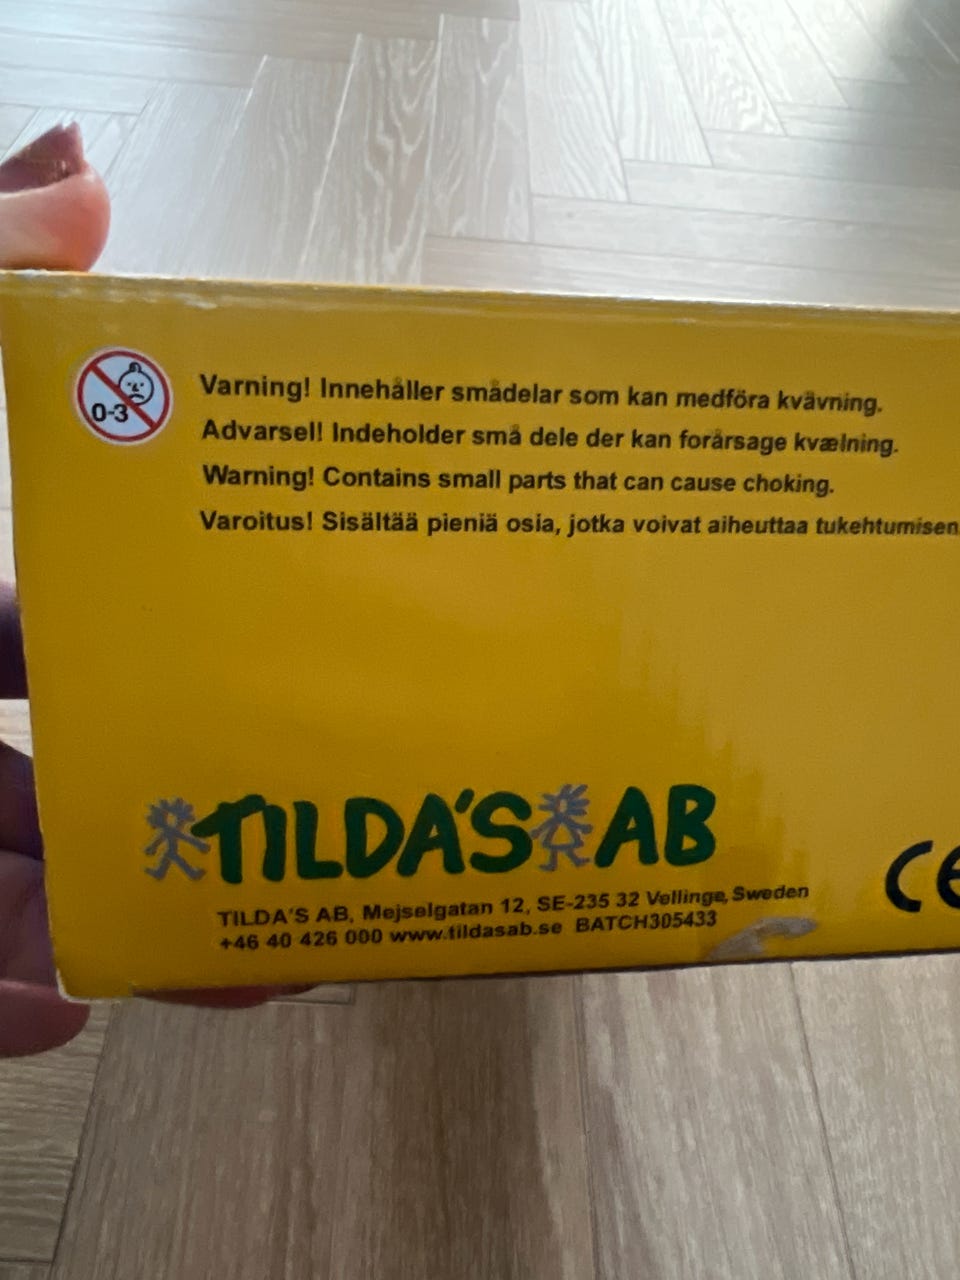 0-3
Varning! Innehåller smådelar som kan medföra kvävning.
Advarsel! Indeholder små dele der kan forårsage kvælning.
Warning! Contains small parts that can cause choking.
Varoitus! Sisältää pieniä osia, jotka voivat aiheuttaa tukehtumisen
TILDA'S AB
CE
TILDA'S AB, Mejselgatan 12, SE-235 32 Vellinge, Sweden
+46 40 426 000 www.tildasab.se BATCH305433